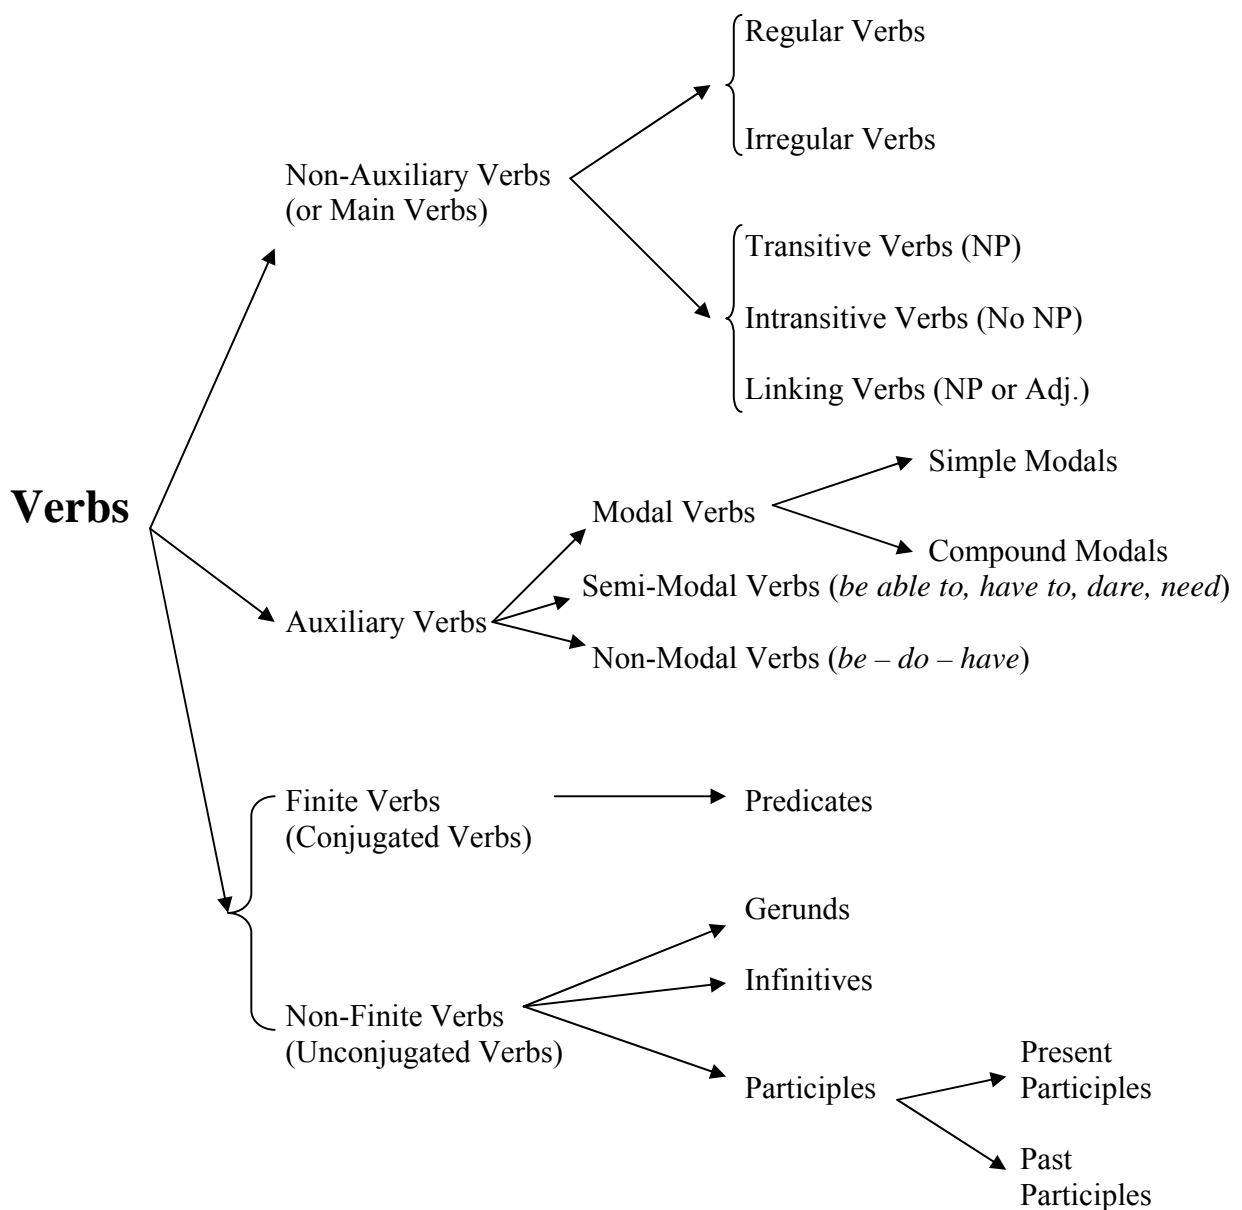 Regular Verbs
Irregular Verbs
Non-Auxiliary Verbs
(or Main Verbs)
Transitive Verbs (NP)
Intransitive Verbs (No NP)
Linking Verbs (NP or Adj.)
Simple Modals
Verbs
Modal Verbs
Compound Modals
Semi-Modal Verbs (be able to, have to, dare, need)
Auxiliary Verbs
Non-Modal Verbs (be – do – have)
Finite Verbs
(Conjugated Verbs)
Predicates
Gerunds
Infinitives
Non-Finite Verbs
(Unconjugated Verbs)
Participles
Present
Participles
Past
Participles